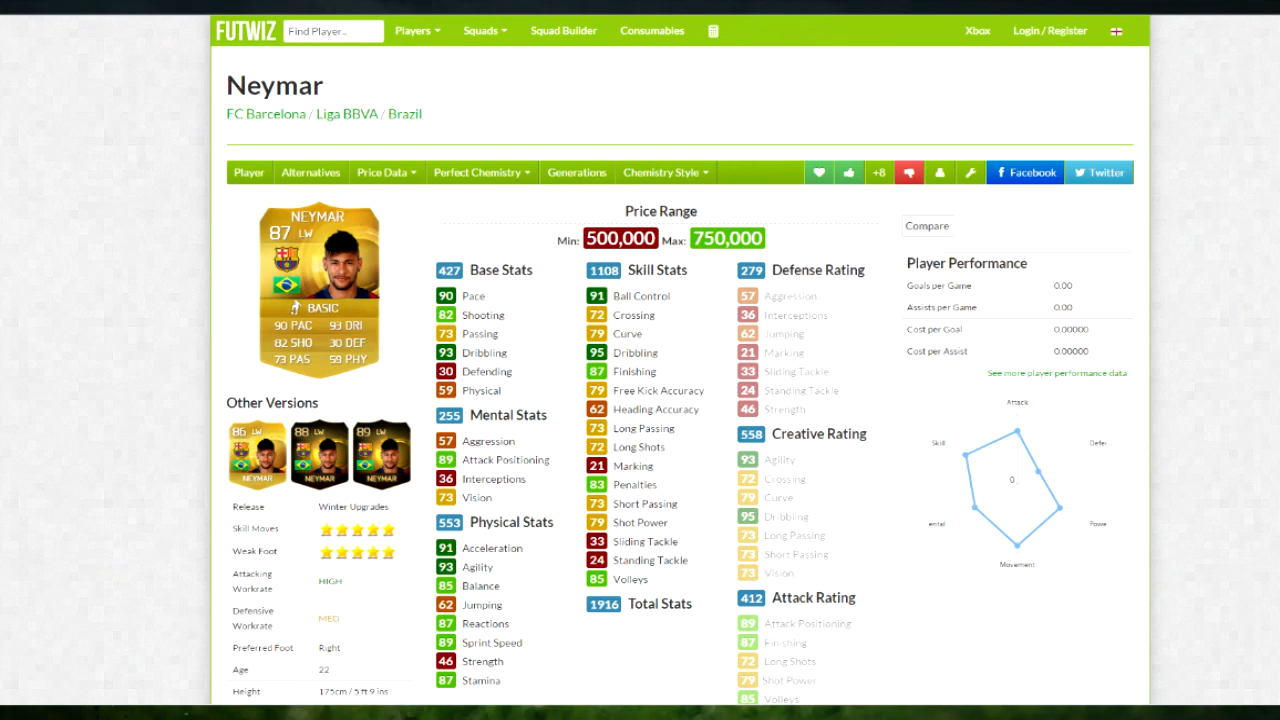 FUTWIZ Find Player.. Players Squads Squad Builder Consumables Xbox Login / Register
Neymar
FC Barcelona / Liga BBVA / Brazil
Player Alternatives Price Data Perfect Chemistry Generations Chemistry Style +8 Facebook Twitter
NEYMAR
87 LW
BASIC
90 PAC 93 DRI
82 SHO 30 DEF
73 PAS 59 PHY
Other Versions
86 LW 88 LW 89 LW
NEYMAR NEYMAR NEYMAR
Release Winter Upgrades
Skill Moves
Weak Foot
Attacking Workrate HIGH
Defensive Workrate MED
Preferred Foot Right
Age 22
Height 175cm / 5 ft 9 ins
Price Range
Min: 500,000 Max: 750,000
427 Base Stats
90 Pace
82 Shooting
73 Passing
93 Dribbling
30 Defending
59 Physical
255 Mental Stats
57 Aggression
89 Attack Positioning
36 Interceptions
73 Vision
553 Physical Stats
91 Acceleration
93 Agility
85 Balance
62 Jumping
87 Reactions
89 Sprint Speed
46 Strength
87 Stamina
1108 Skill Stats
91 Ball Control
72 Crossing
79 Curve
95 Dribbling
87 Finishing
79 Free Kick Accuracy
62 Heading Accuracy
73 Long Passing
72 Long Shots
21 Marking
83 Penalties
73 Short Passing
79 Shot Power
33 Sliding Tackle
24 Standing Tackle
85 Volleys
1916 Total Stats
279 Defense Rating
57 Aggression
36 Interceptions
62 Jumping
21 Marking
33 Sliding Tackle
24 Standing Tackle
46 Strength
558 Creative Rating
93 Agility
72 Crossing
79 Curve
95 Dribbling
73 Long Passing
73 Short Passing
73 Vision
412 Attack Rating
89 Attack Positioning
87 Finishing
72 Long Shots
79 Shot Power
85 Volleys
Compare
Player Performance
Goals per Game 0.00
Assists per Game 0.00
Cost per Goal 0.00000
Cost per Assist 0.00000
See more player performance data
Attack
Skill Defe
0
ental Powe
Movement